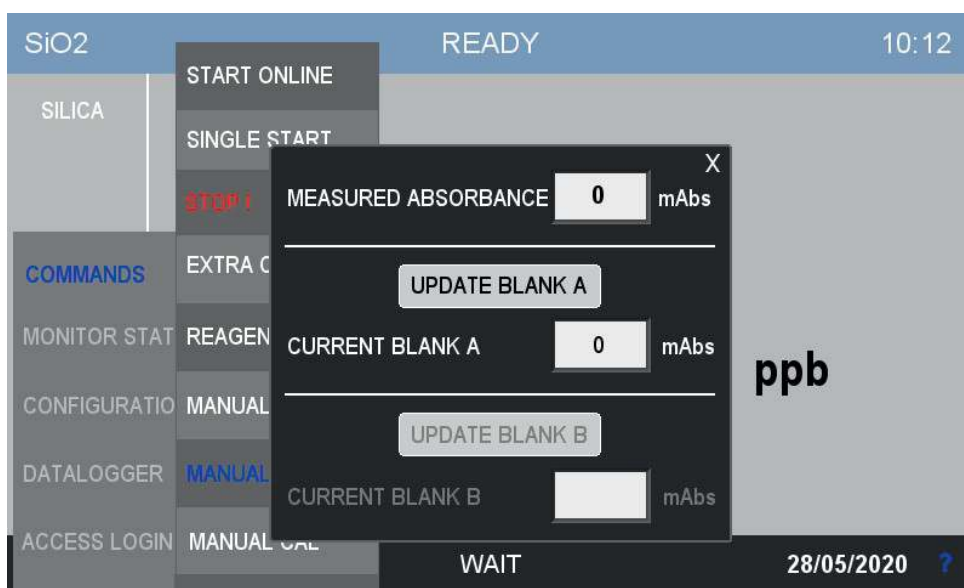 SiO2 READY 10:12
SILICA
START ONLINE
SINGLE START
STOP !
EXTRA C
REAGEN
MANUAL
MANUAL
MANUAL CAL
COMMANDS
MONITOR STAT
CONFIGURATIO
DATALOGGER
ACCESS LOGIN
X
MEASURED ABSORBANCE 0 mAbs
UPDATE BLANK A
CURRENT BLANK A 0 mAbs
UPDATE BLANK B
CURRENT BLANK B mAbs
ppb
WAIT 28/05/2020 ?